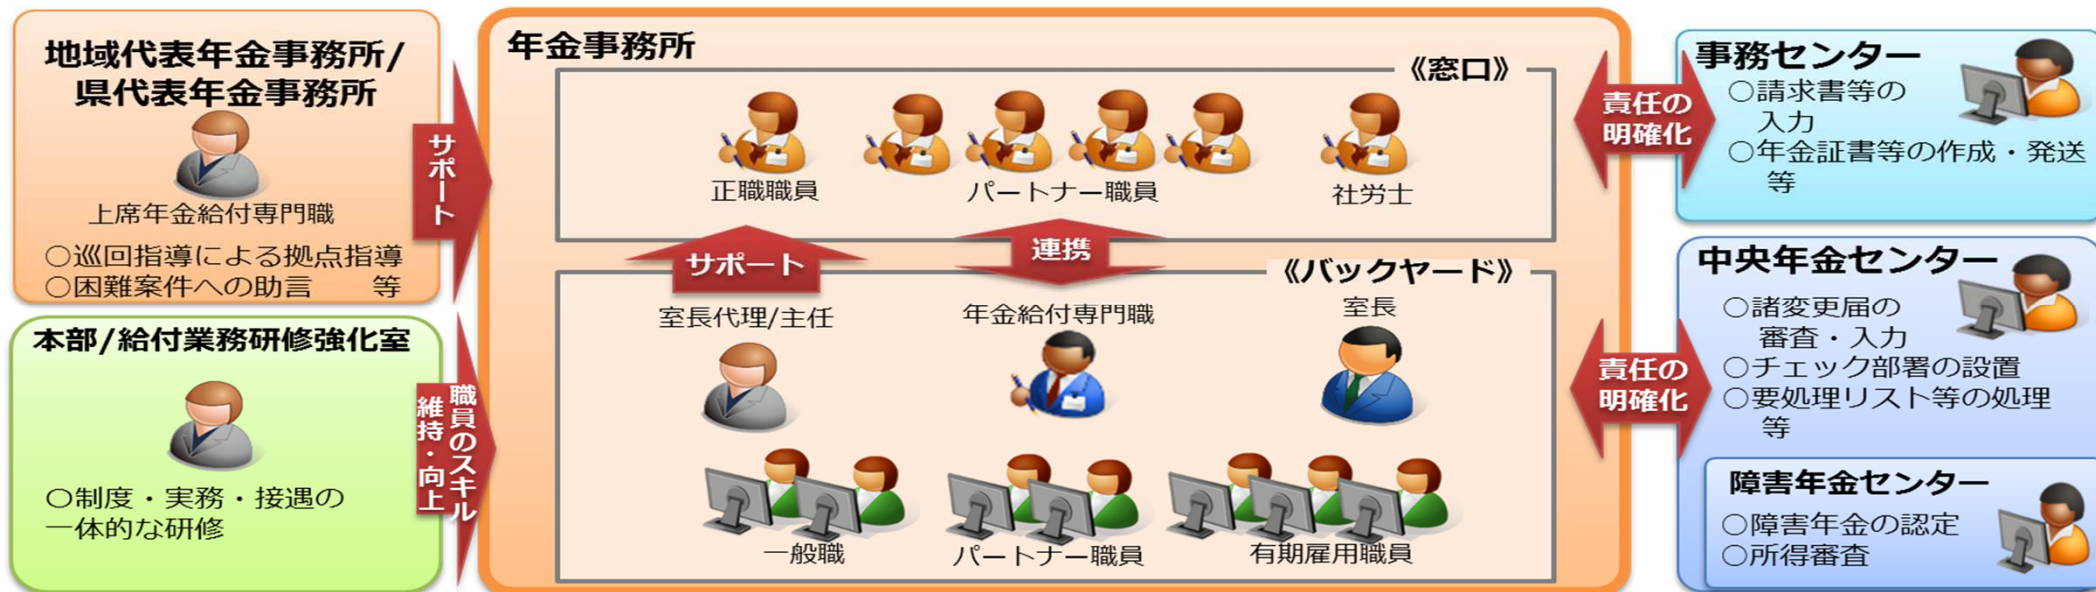 地域代表年金事務所/
県代表年金事務所
上席年金給付専門職
○巡回指導による拠点指導
○困難案件への助言　等
サポート
本部/給付業務研修強化室
○制度・実務・接遇の
一体的な研修
職員のスキル
維持・向上
年金事務所
《窓口》
正職職員
パートナー職員
社労士
サポート
連携
《バックヤード》
室長代理/主任
年金給付専門職
室長
一般職
パートナー職員
有期雇用職員
責任の
明確化
責任の
明確化
事務センター
○請求書等の
入力
○年金証書等の作成・発送
等
中央年金センター
○諸変更届の
審査・入力
○チェック部署の設置
○要処理リスト等の処理
等
障害年金センター
○障害年金の認定
○所得審査